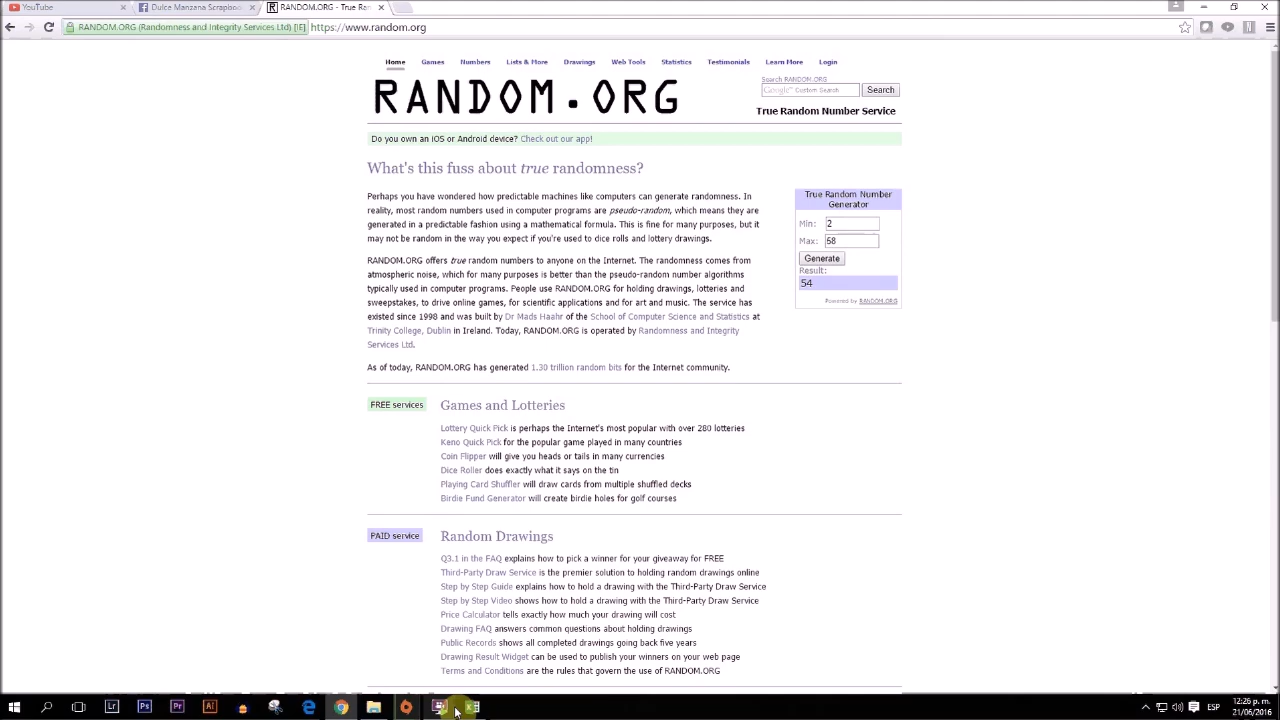 YouTube
Dulce Manzana Scrapbook
RANDOM.ORG - True Ran
RANDOM.ORG (Randomness and Integrity Services Ltd) [IE]
https://www.random.org
Home Games Numbers Lists & More Drawings Web Tools Statistics Testimonials Learn More Login
RANDOM.ORG
Search RANDOM.ORG
Google™ Custom Search
Search
True Random Number Service
Do you own an iOS or Android device? Check out our app!
What's this fuss about true randomness?
Perhaps you have wondered how predictable machines like computers can generate randomness. In
reality, most random numbers used in computer programs are pseudo-random, which means they are
generated in a predictable fashion using a mathematical formula. This is fine for many purposes, but it
may not be random in the way you expect if you're used to dice rolls and lottery drawings.
RANDOM.ORG offers true random numbers to anyone on the Internet. The randomness comes from
atmospheric noise, which for many purposes is better than the pseudo-random number algorithms
typically used in computer programs. People use RANDOM.ORG for holding drawings, lotteries and
sweepstakes, to drive online games, for scientific applications and for art and music. The service has
existed since 1998 and was built by Dr Mads Haahr of the School of Computer Science and Statistics at
Trinity College, Dublin in Ireland. Today, RANDOM.ORG is operated by Randomness and Integrity
Services Ltd.
As of today, RANDOM.ORG has generated 1.30 trillion random bits for the Internet community.
True Random Number
Generator
Min: 2
Max: 58
Generate
Result:
54
Powered by RANDOM.ORG
FREE services
Games and Lotteries
Lottery Quick Pick is perhaps the Internet's most popular with over 280 lotteries
Keno Quick Pick for the popular game played in many countries
Coin Flipper will give you heads or tails in many currencies
Dice Roller does exactly what it says on the tin
Playing Card Shuffler will draw cards from multiple shuffled decks
Birdie Fund Generator will create birdie holes for golf courses
PAID service
Random Drawings
Q3.1 in the FAQ explains how to pick a winner for your giveaway for FREE
Third-Party Draw Service is the premier solution to holding random drawings online
Step by Step Guide explains how to hold a drawing with the Third-Party Draw Service
Step by Step Video shows how to hold a drawing with the Third-Party Draw Service
Price Calculator tells exactly how much your drawing will cost
Drawing FAQ answers common questions about holding drawings
Public Records shows all completed drawings going back five years
Drawing Result Widget can be used to publish your winners on your web page
Terms and Conditions are the rules that govern the use of RANDOM.ORG
Lr Ps Pr Ai
ESP
12:26 p. m.
21/06/2016